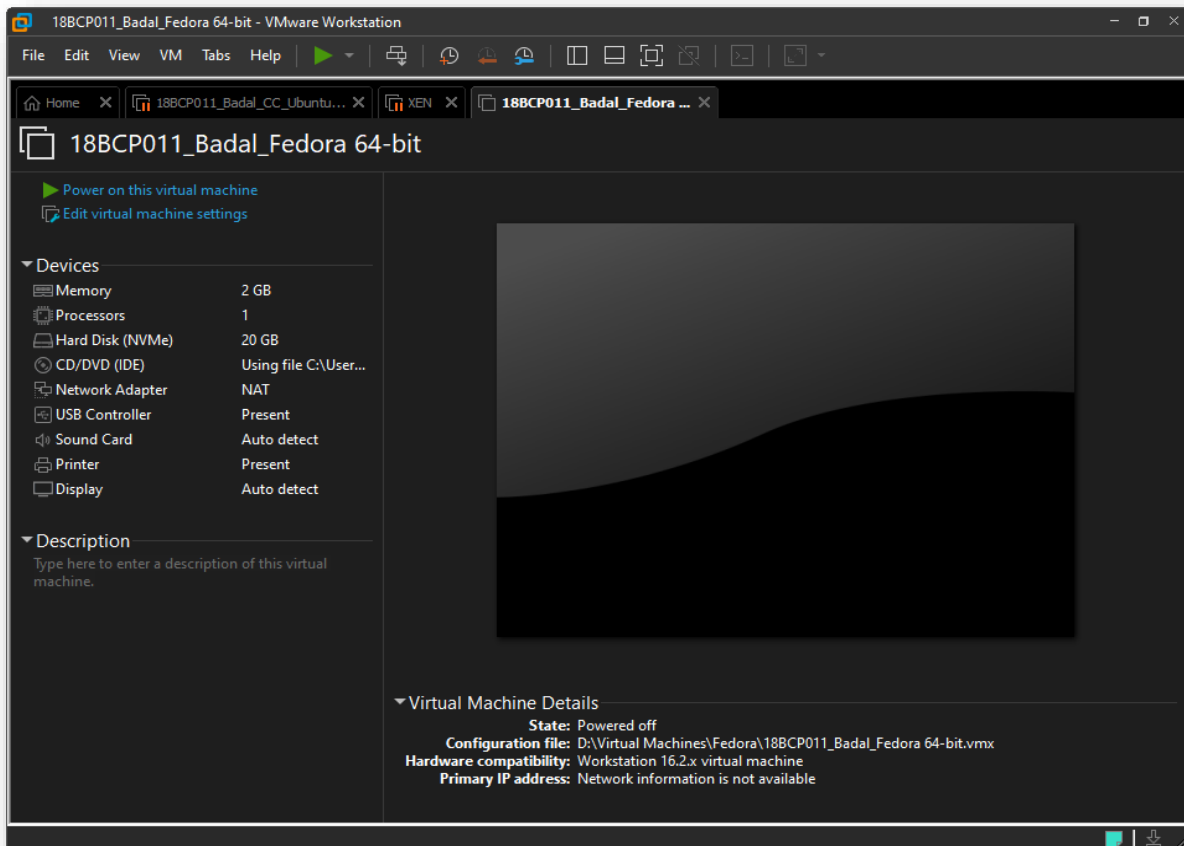 18BCP011_Badal_Fedora 64-bit - VMware Workstation
File Edit View VM Tabs Help
Home 18BCP011_Badal_CC_Ubuntu... XEN 18BCP011_Badal_Fedora ...
18BCP011_Badal_Fedora 64-bit
Power on this virtual machine
Edit virtual machine settings
Devices
Memory 2 GB
Processors 1
Hard Disk (NVMe) 20 GB
CD/DVD (IDE) Using file C:\User...
Network Adapter NAT
USB Controller Present
Sound Card Auto detect
Printer Present
Display Auto detect
Description
Type here to enter a description of this virtual
machine.
Virtual Machine Details
State: Powered off
Configuration file: D:\Virtual Machines\Fedora\18BCP011_Badal_Fedora 64-bit.vmx
Hardware compatibility: Workstation 16.2.x virtual machine
Primary IP address: Network information is not available